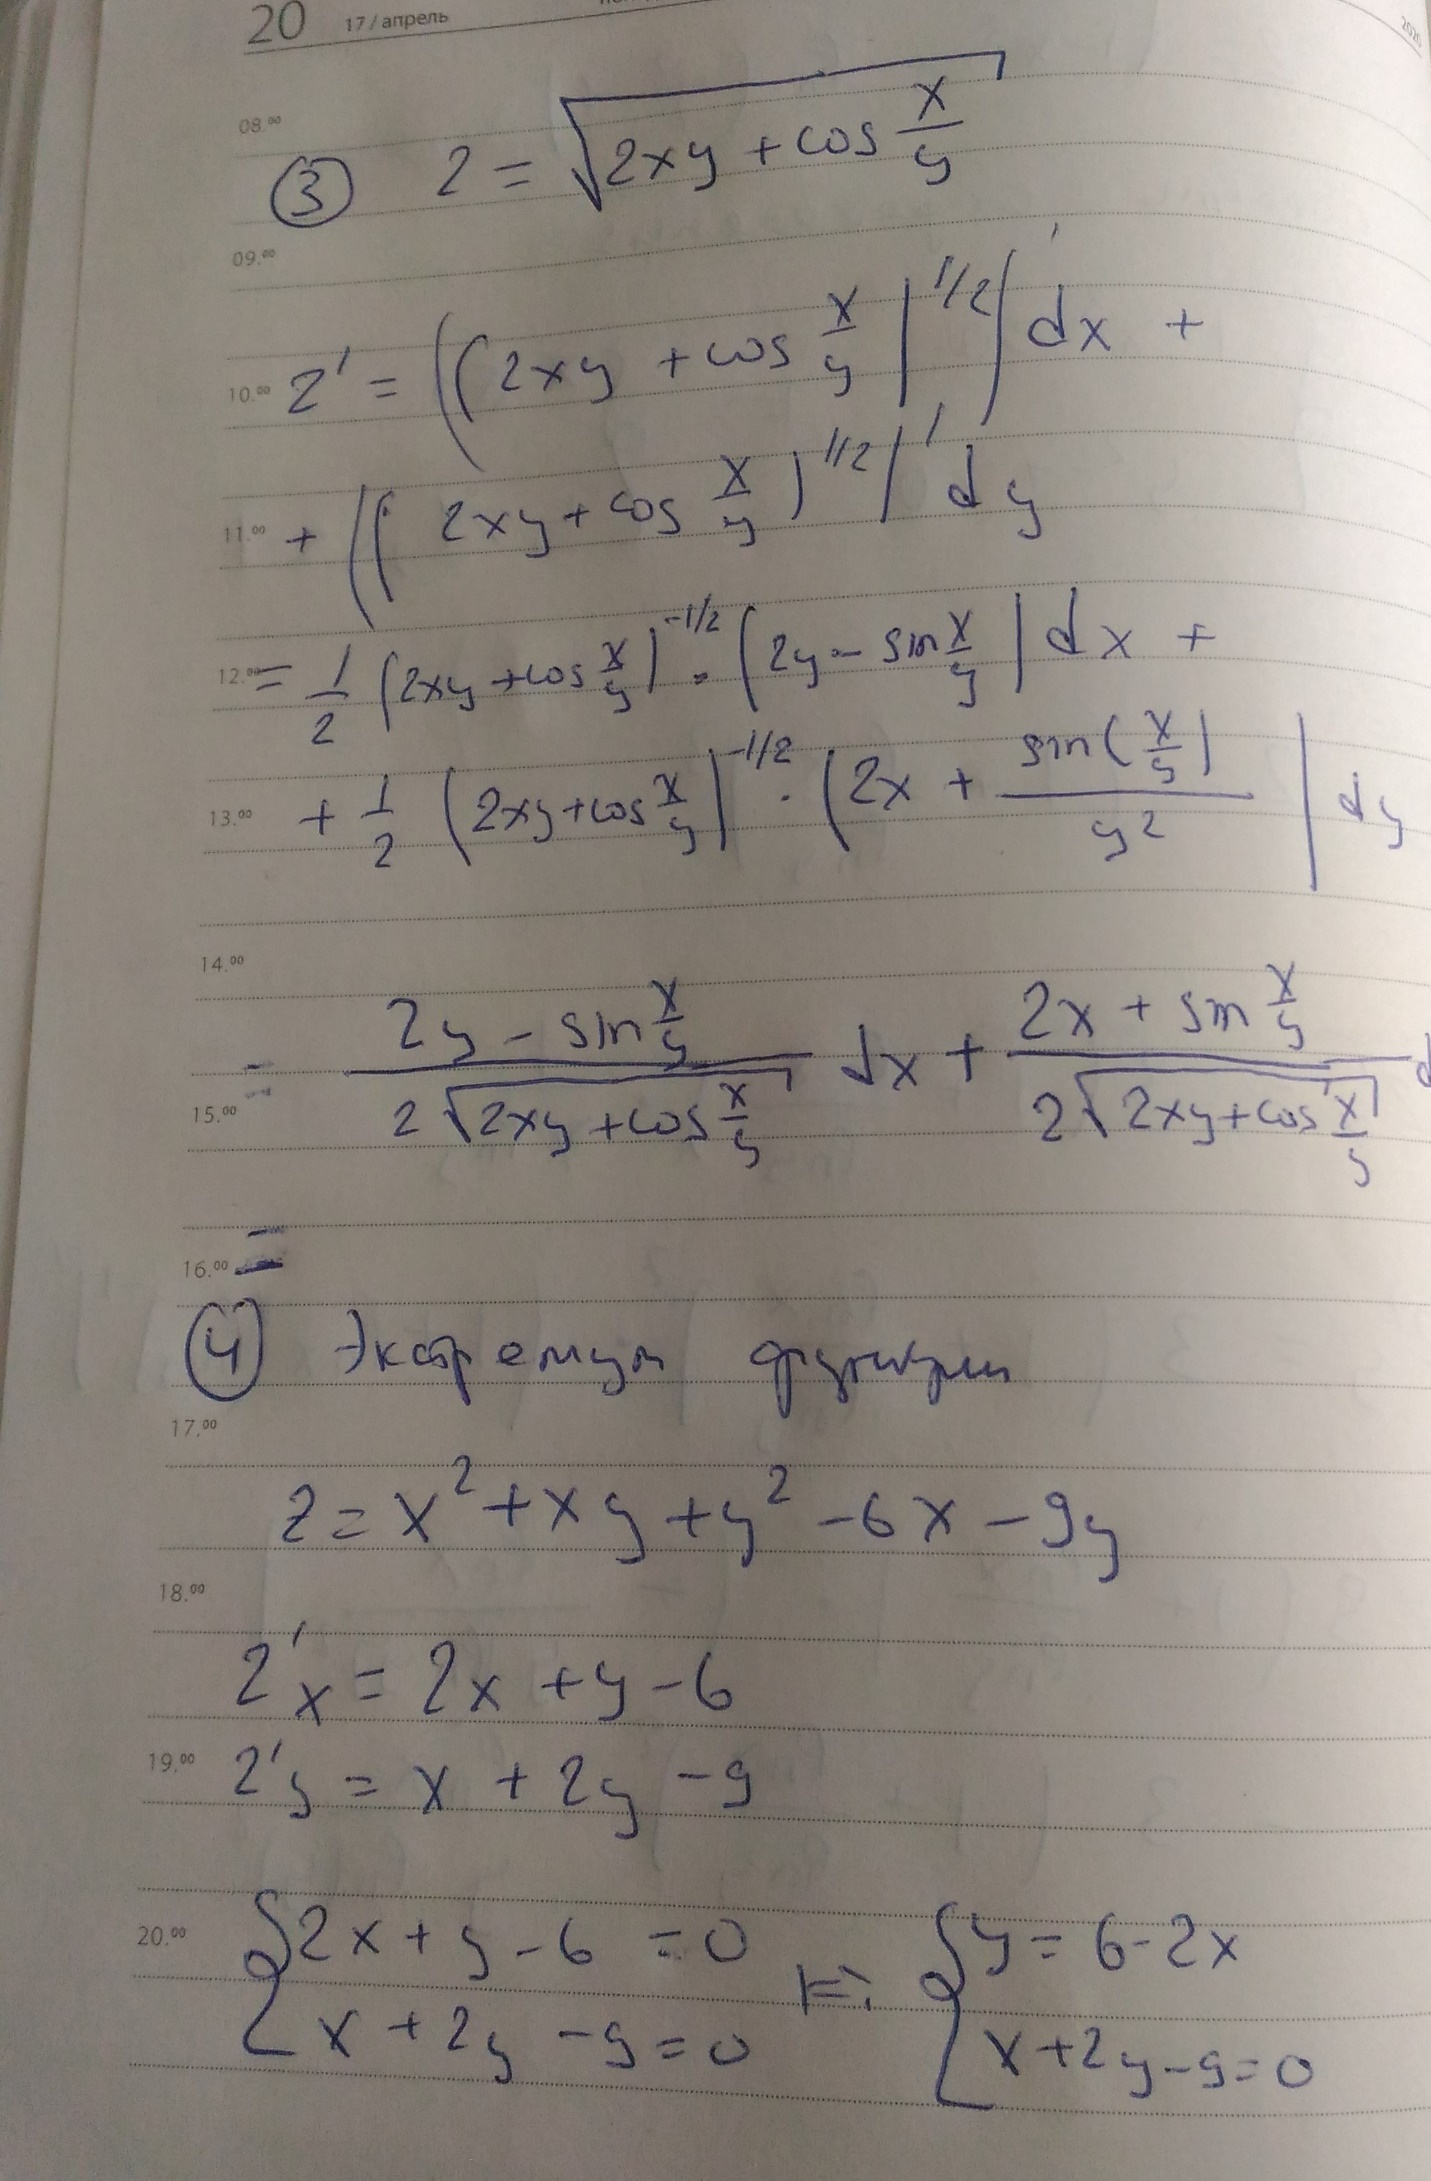 20 17 / апрель
2020
08.00
③ z = √(2xy + cos x/y)
09.00
10.00 z' = ((2xy + cos x/y)^1/2)' dx +
11.00 + ((2xy + cos x/y)^1/2)' dy
12.00 = 1/2 (2xy + cos x/y)^-1/2 · (2y - sin x/y) dx +
13.00 + 1/2 (2xy + cos x/y)^-1/2 · (2x + sin(x/y)/y^2) dy
14.00
= (2y - sin x/y)/(2√(2xy + cos x/y)) dx + (2x + sin x/y)/(2√(2xy + cos x/y)) d
15.00
16.00 =
④ Экстремум функции
17.00
z = x^2 + xy + y^2 - 6x - 9y
18.00
z'x = 2x + y - 6
19.00 z'y = x + 2y - 9
20.00 { 2x + y - 6 = 0 ⟼ { y = 6 - 2x
x + 2y - 9 = 0 x + 2y - 9 = 0